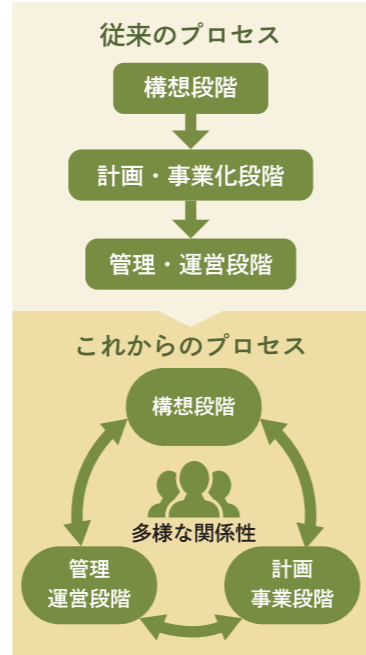 従来のプロセス
構想段階
計画・事業化段階
管理・運営段階
これからのプロセス
構想段階
多様な関係性
管理
運営段階
計画
事業段階